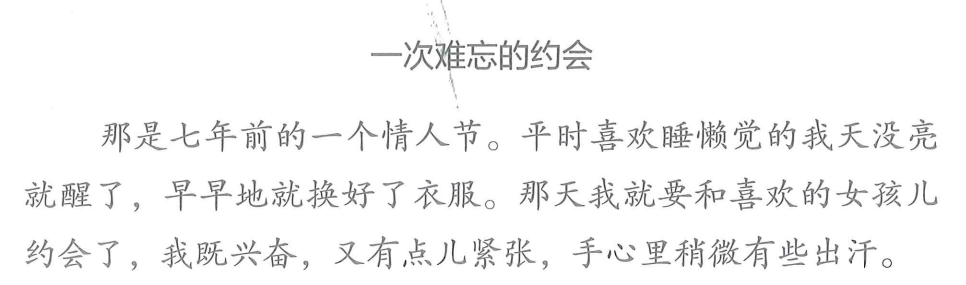 一次难忘的约会
那是七年前的一个情人节。平时喜欢睡懒觉的我天没亮
就醒了，早早地就换好了衣服。那天我就要和喜欢的女孩儿
约会了，我既兴奋，又有点儿紧张，手心里稍微有些出汗。